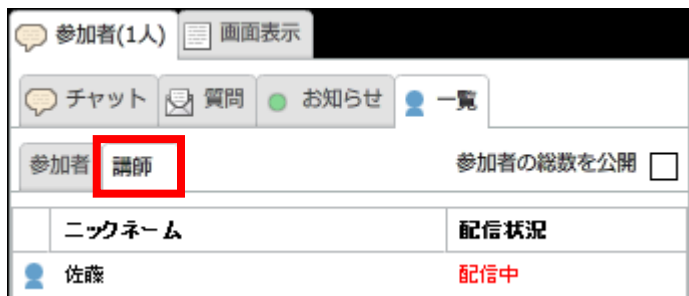 参加者(1人) 画面表示
チャット 質問 お知らせ 一覧
参加者 講師 参加者の総数を公開
ニックネーム 配信状況
佐藤 配信中